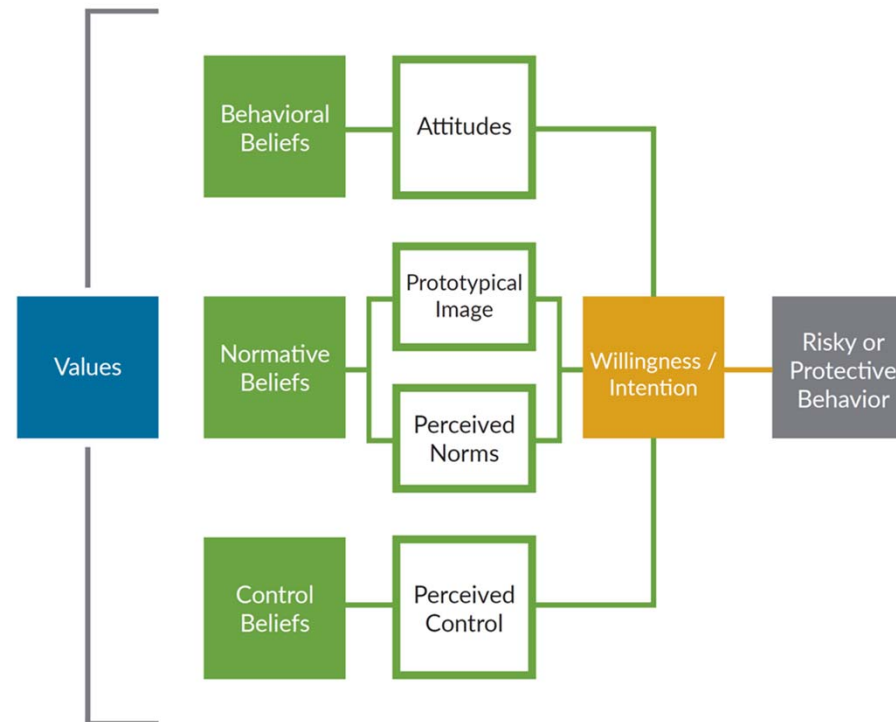 Behavioral
Beliefs
Attitudes
Values
Normative
Beliefs
Prototypical
Image
Perceived
Norms
Willingness /
Intention
Risky or
Protective
Behavior
Control
Beliefs
Perceived
Control